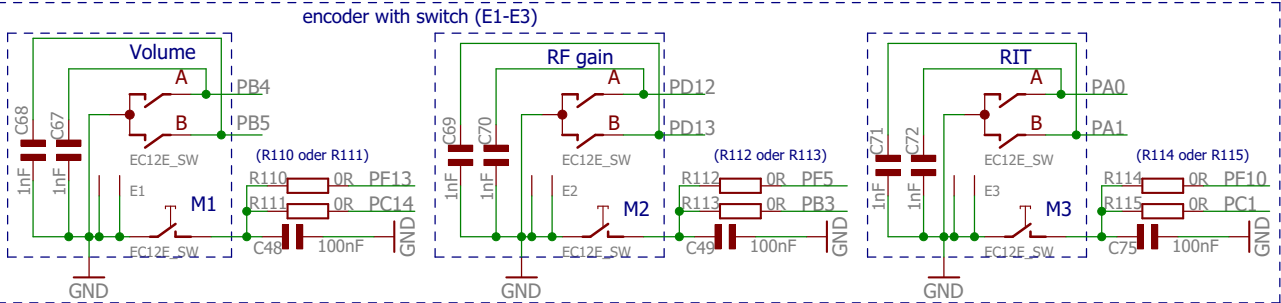 encoder with switch (E1-E3)
Volume
A
PB4
B
PB5
C68
1nF
C67
1nF
EC12E_SW
(R110 oder R111)
E1
M1
R110
0R
PF13
R111
0R
PC14
EC12E_SW
C48
100nF
GND
GND
RF gain
A
PD12
B
PD13
C69
1nF
C70
1nF
EC12E_SW
(R112 oder R113)
E2
M2
R112
0R
PF5
R113
0R
PB3
EC12E_SW
C49
100nF
GND
GND
RIT
A
PA0
B
PA1
C71
1nF
C72
1nF
EC12E_SW
(R114 oder R115)
E3
M3
R114
0R
PF10
R115
0R
PC1
EC12E_SW
C75
100nF
GND
GND